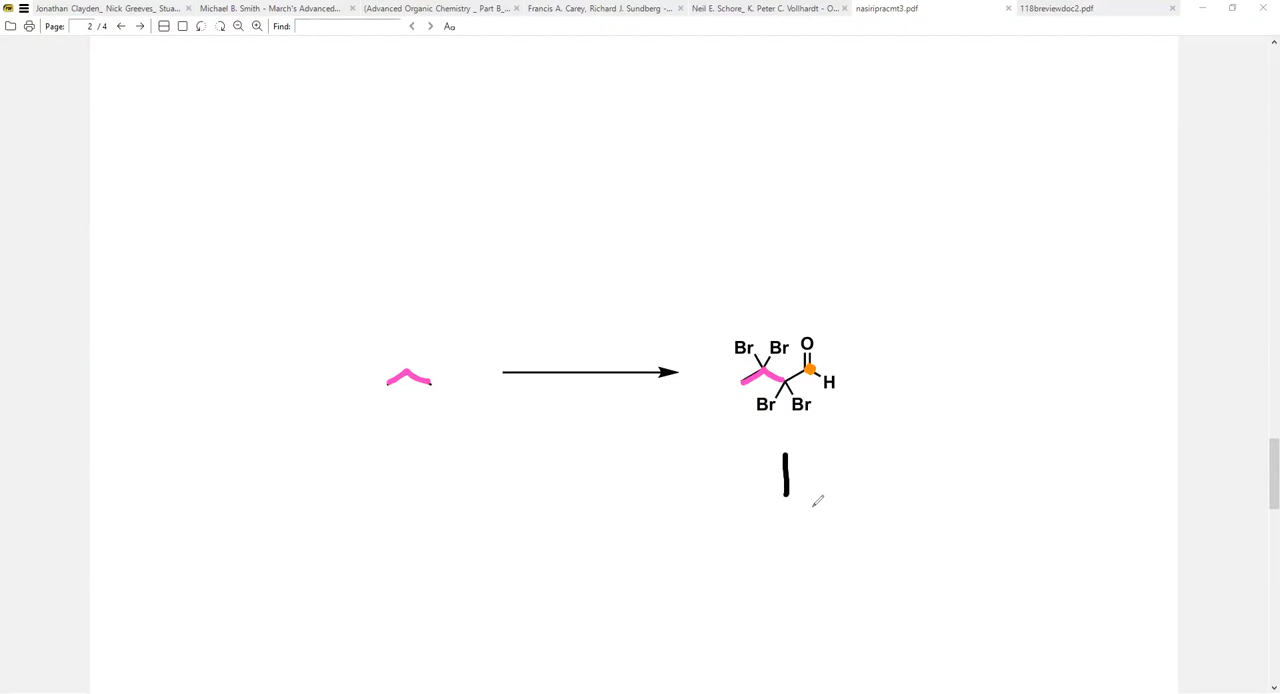 Jonathan Clayden_ Nick Greeves_ Stua...
Michael B. Smith - March's Advanced...
(Advanced Organic Chemistry _ Part B_...
Francis A. Carey, Richard J. Sundberg -...
Neil E. Schore_ K. Peter C. Vollhardt - O...
nasiripracmt3.pdf
118breviewdoc2.pdf
Page: 2 / 4 Find: Aa
Br Br O
H
Br Br